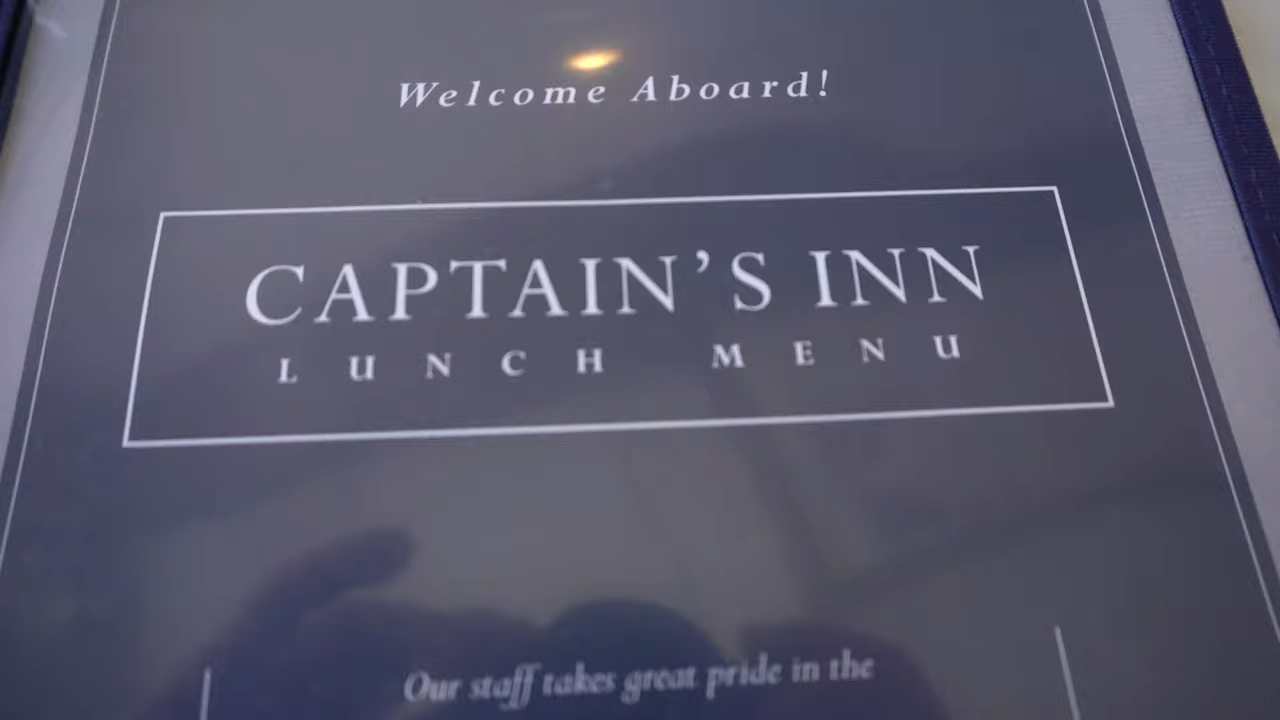 Welcome Aboard!
CAPTAIN'S INN
LUNCH MENU
Our staff takes great pride in the